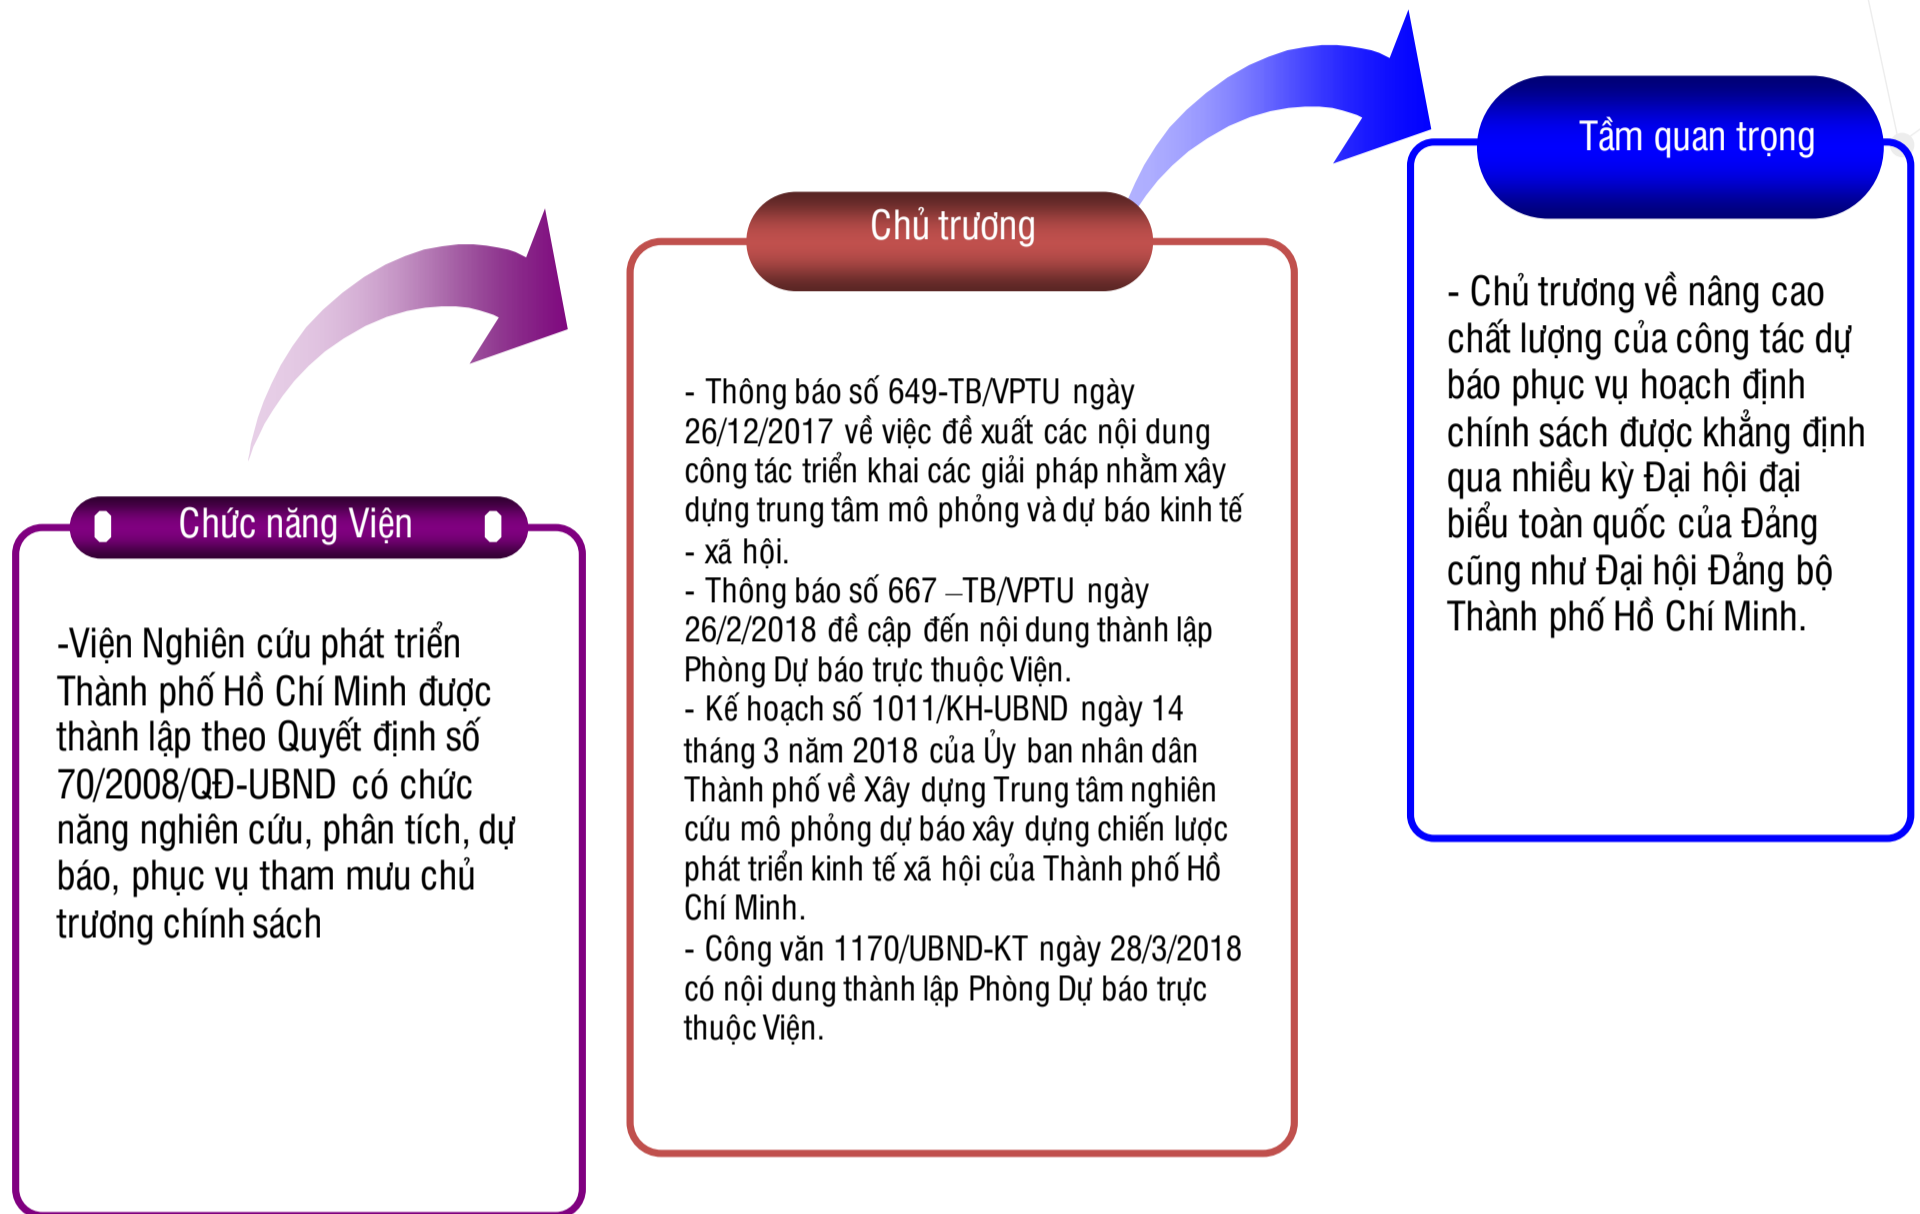 Chức năng Viện
-Viện Nghiên cứu phát triển
Thành phố Hồ Chí Minh được
thành lập theo Quyết định số
70/2008/QĐ-UBND có chức
năng nghiên cứu, phân tích, dự
báo, phục vụ tham mưu chủ
trương chính sách
Chủ trương
- Thông báo số 649-TB/VPTU ngày
26/12/2017 về việc đề xuất các nội dung
công tác triển khai các giải pháp nhằm xây
dựng trung tâm mô phỏng và dự báo kinh tế
- xã hội.
- Thông báo số 667 –TB/VPTU ngày
26/2/2018 đề cập đến nội dung thành lập
Phòng Dự báo trực thuộc Viện.
- Kế hoạch số 1011/KH-UBND ngày 14
tháng 3 năm 2018 của Ủy ban nhân dân
Thành phố về Xây dựng Trung tâm nghiên
cứu mô phỏng dự báo xây dựng chiến lược
phát triển kinh tế xã hội của Thành phố Hồ
Chí Minh.
- Công văn 1170/UBND-KT ngày 28/3/2018
có nội dung thành lập Phòng Dự báo trực
thuộc Viện.
Tầm quan trọng
- Chủ trương về nâng cao
chất lượng của công tác dự
báo phục vụ hoạch định
chính sách được khẳng định
qua nhiều kỳ Đại hội đại
biểu toàn quốc của Đảng
cũng như Đại hội Đảng bộ
Thành phố Hồ Chí Minh.